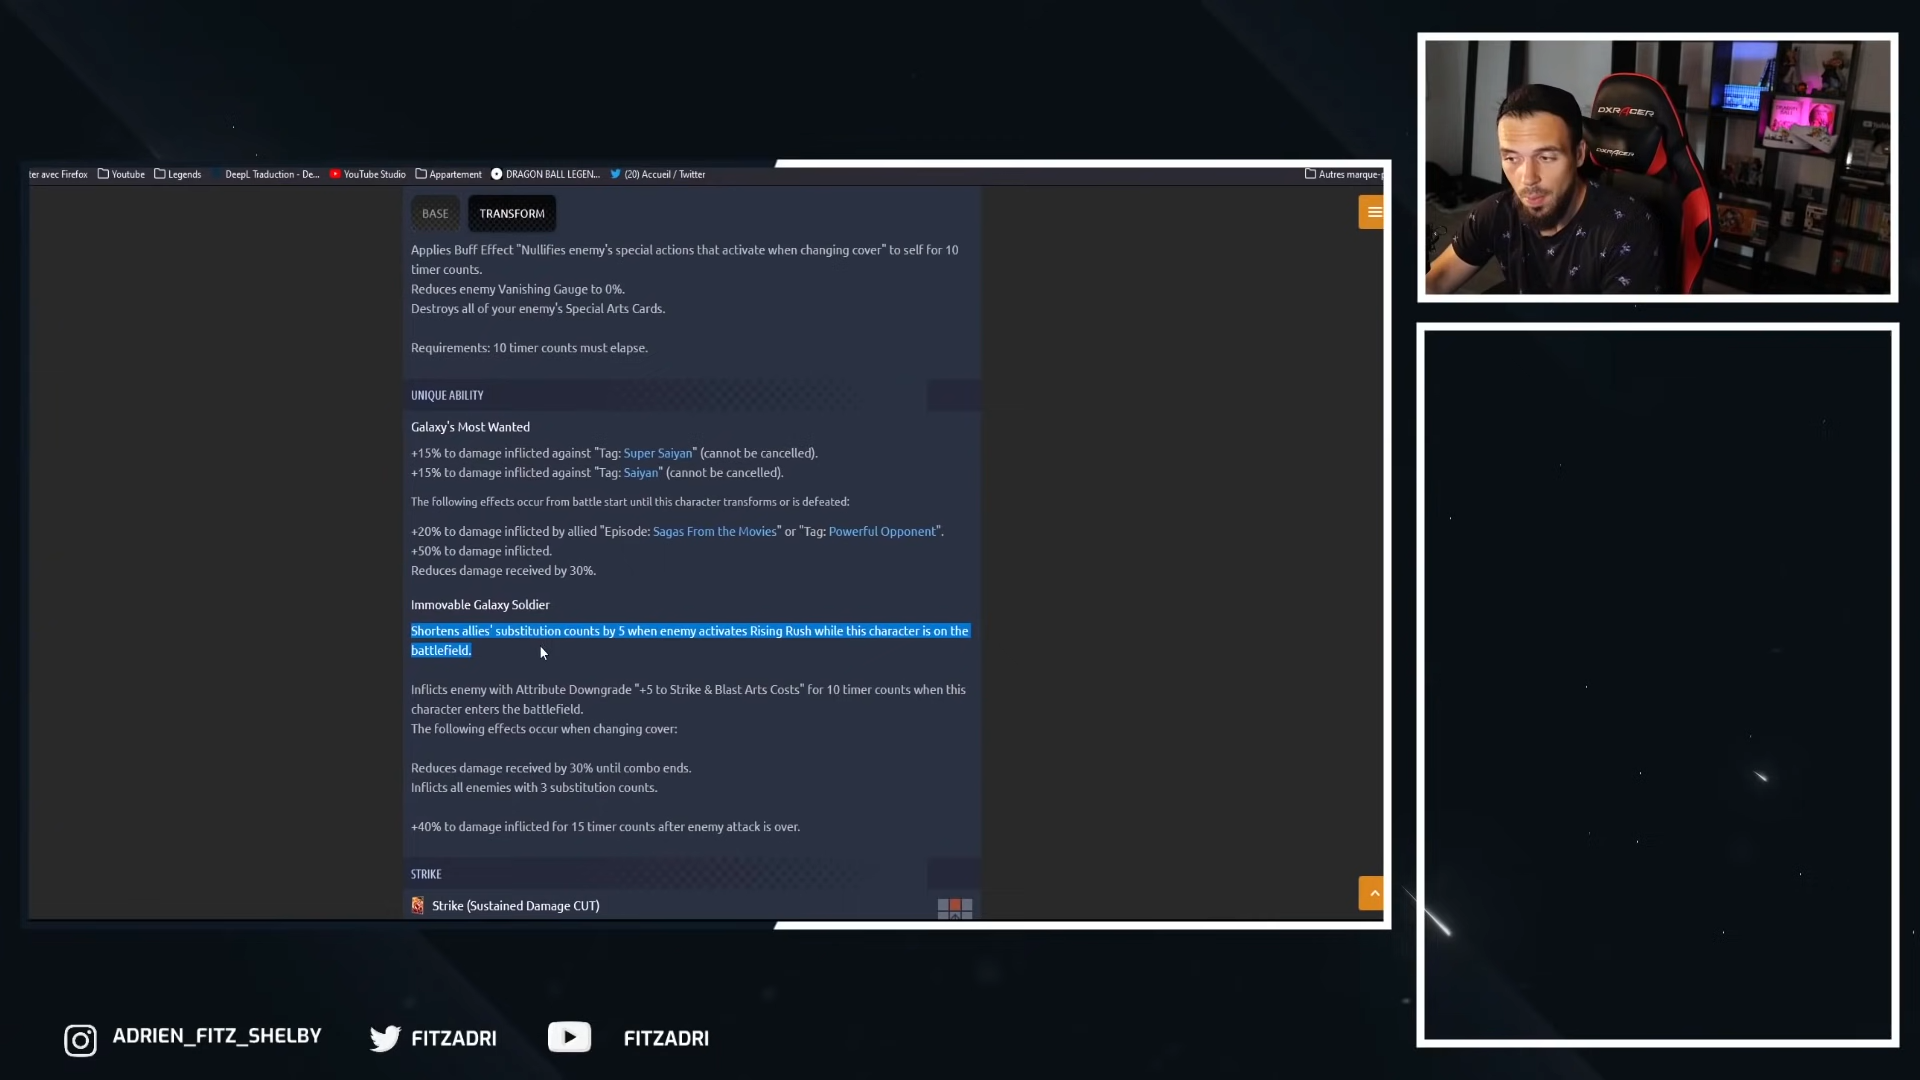 ter avec Firefox Youtube Legends DeepL Traduction - De... YouTube Studio Appartement DRAGON BALL LEGEN... (20) Accueil / Twitter Autres marque-p
BASE TRANSFORM
Applies Buff Effect "Nullifies enemy's special actions that activate when changing cover" to self for 10
timer counts.
Reduces enemy Vanishing Gauge to 0%.
Destroys all of your enemy's Special Arts Cards.
Requirements: 10 timer counts must elapse.
UNIQUE ABILITY
Galaxy's Most Wanted
+15% to damage inflicted against "Tag: Super Saiyan" (cannot be cancelled).
+15% to damage inflicted against "Tag: Saiyan" (cannot be cancelled).
The following effects occur from battle start until this character transforms or is defeated:
+20% to damage inflicted by allied "Episode: Sagas From the Movies" or "Tag: Powerful Opponent".
+50% to damage inflicted.
Reduces damage received by 30%.
Immovable Galaxy Soldier
Shortens allies' substitution counts by 5 when enemy activates Rising Rush while this character is on the
battlefield.
Inflicts enemy with Attribute Downgrade "+5 to Strike & Blast Arts Costs" for 10 timer counts when this
character enters the battlefield.
The following effects occur when changing cover:
Reduces damage received by 30% until combo ends.
Inflicts all enemies with 3 substitution counts.
+40% to damage inflicted for 15 timer counts after enemy attack is over.
STRIKE
Strike (Sustained Damage CUT)
DXRACER
DXRACER
ADRIEN_FITZ_SHELBY FITZADRI FITZADRI